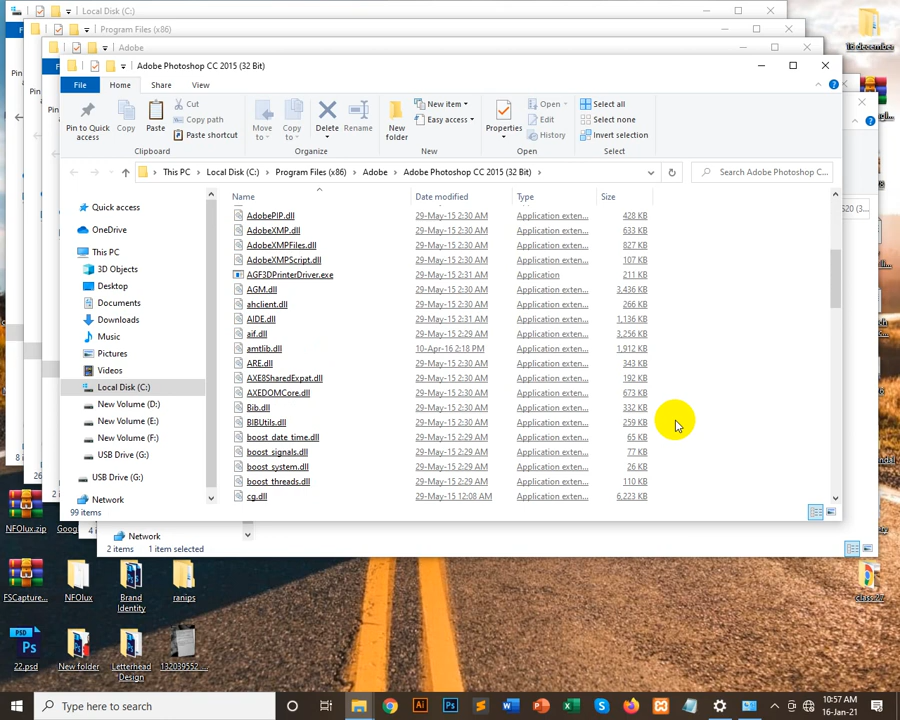 Local Disk (C:)
Program Files (x86)
Adobe
Adobe Photoshop CC 2015 (32 Bit)
File Home Share View
Pin to Quick access
Copy
Paste
Cut
Copy path
Paste shortcut
Clipboard
Move to
Copy to
Delete
Rename
Organize
New folder
New item
Easy access
New
Properties
Open
Edit
History
Open
Select all
Select none
Invert selection
Select
This PC Local Disk (C:) Program Files (x86) Adobe Adobe Photoshop CC 2015 (32 Bit)
Search Adobe Photoshop C...
Quick access
OneDrive
This PC
3D Objects
Desktop
Documents
Downloads
Music
Pictures
Videos
Local Disk (C:)
New Volume (D:)
New Volume (E:)
New Volume (F:)
USB Drive (G:)
USB Drive (G:)
Network
Name Date modified Type Size
AdobePIP.dll 29-May-15 2:30 AM Application exten... 428 KB
AdobeXMP.dll 29-May-15 2:30 AM Application exten... 633 KB
AdobeXMPFiles.dll 29-May-15 2:30 AM Application exten... 827 KB
AdobeXMPScript.dll 29-May-15 2:30 AM Application exten... 107 KB
AGF3DPrinterDriver.exe 29-May-15 2:31 AM Application 211 KB
AGM.dll 29-May-15 2:30 AM Application exten... 3,436 KB
ahclient.dll 29-May-15 2:30 AM Application exten... 266 KB
AIDE.dll 29-May-15 2:31 AM Application exten... 1,136 KB
aif.dll 29-May-15 2:29 AM Application exten... 3,256 KB
amtlib.dll 10-Apr-16 2:18 PM Application exten... 1,912 KB
ARE.dll 29-May-15 2:30 AM Application exten... 343 KB
AXE8SharedExpat.dll 29-May-15 2:30 AM Application exten... 192 KB
AXEDOMCore.dll 29-May-15 2:30 AM Application exten... 673 KB
Bib.dll 29-May-15 2:30 AM Application exten... 332 KB
BIBUtils.dll 29-May-15 2:30 AM Application exten... 259 KB
boost_date_time.dll 29-May-15 2:29 AM Application exten... 65 KB
boost_signals.dll 29-May-15 2:29 AM Application exten... 77 KB
boost_system.dll 29-May-15 2:29 AM Application exten... 26 KB
boost_threads.dll 29-May-15 2:29 AM Application exten... 110 KB
cg.dll 29-May-15 12:08 AM Application exten... 6,223 KB
99 items
Network
2 items 1 item selected
16 december
NFOlux.zip
FSCapture...
NFOlux
Brand Identity
ranips
22.psd
New folder
Letterhead Design
132039552...
Type here to search
10:57 AM
16-Jan-21